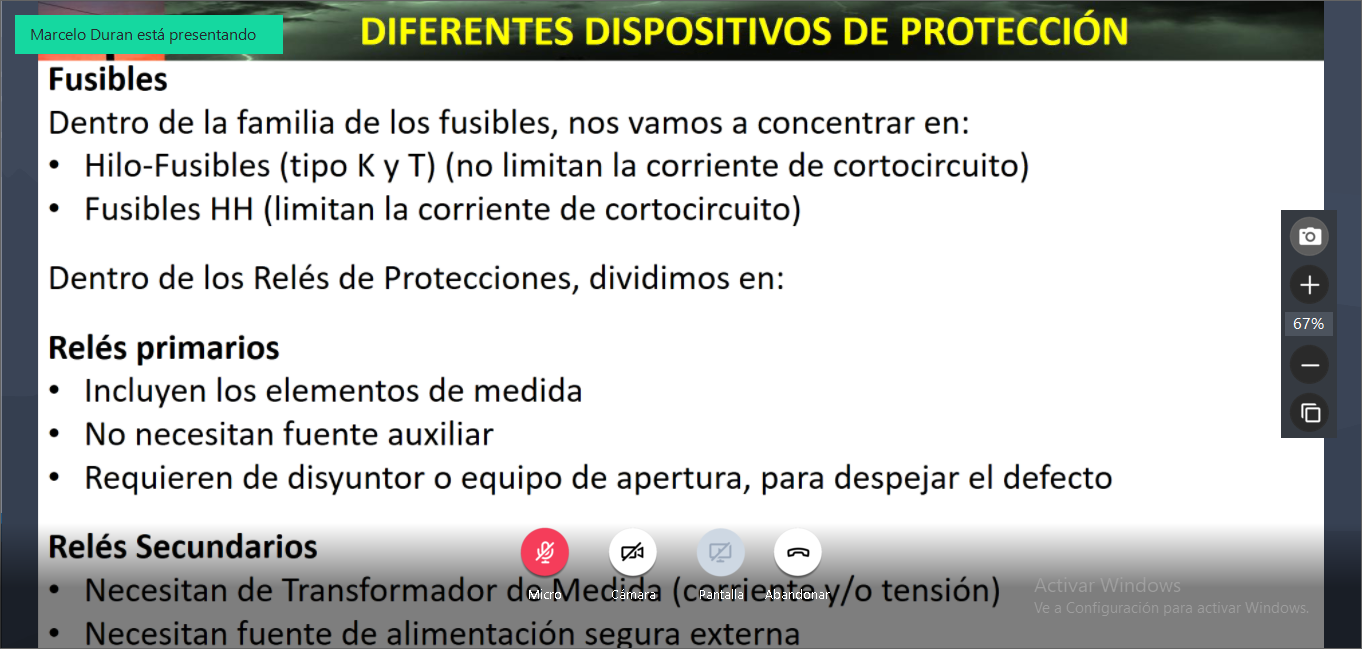 Marcelo Duran está presentando
DIFERENTES DISPOSITIVOS DE PROTECCIÓN
Fusibles
Dentro de la familia de los fusibles, nos vamos a concentrar en:
• Hilo-Fusibles (tipo K y T) (no limitan la corriente de cortocircuito)
• Fusibles HH (limitan la corriente de cortocircuito)
Dentro de los Relés de Protecciones, dividimos en:
Relés primarios
• Incluyen los elementos de medida
• No necesitan fuente auxiliar
• Requieren de disyuntor o equipo de apertura, para despejar el defecto
67%
Relés Secundarios
• Necesitan de Transformador de Medida (corriente y/o tensión)
Micro Cámara Pantalla Abandonar
• Necesitan fuente de alimentación segura externa
Activar Windows
Ve a Configuración para activar Windows.